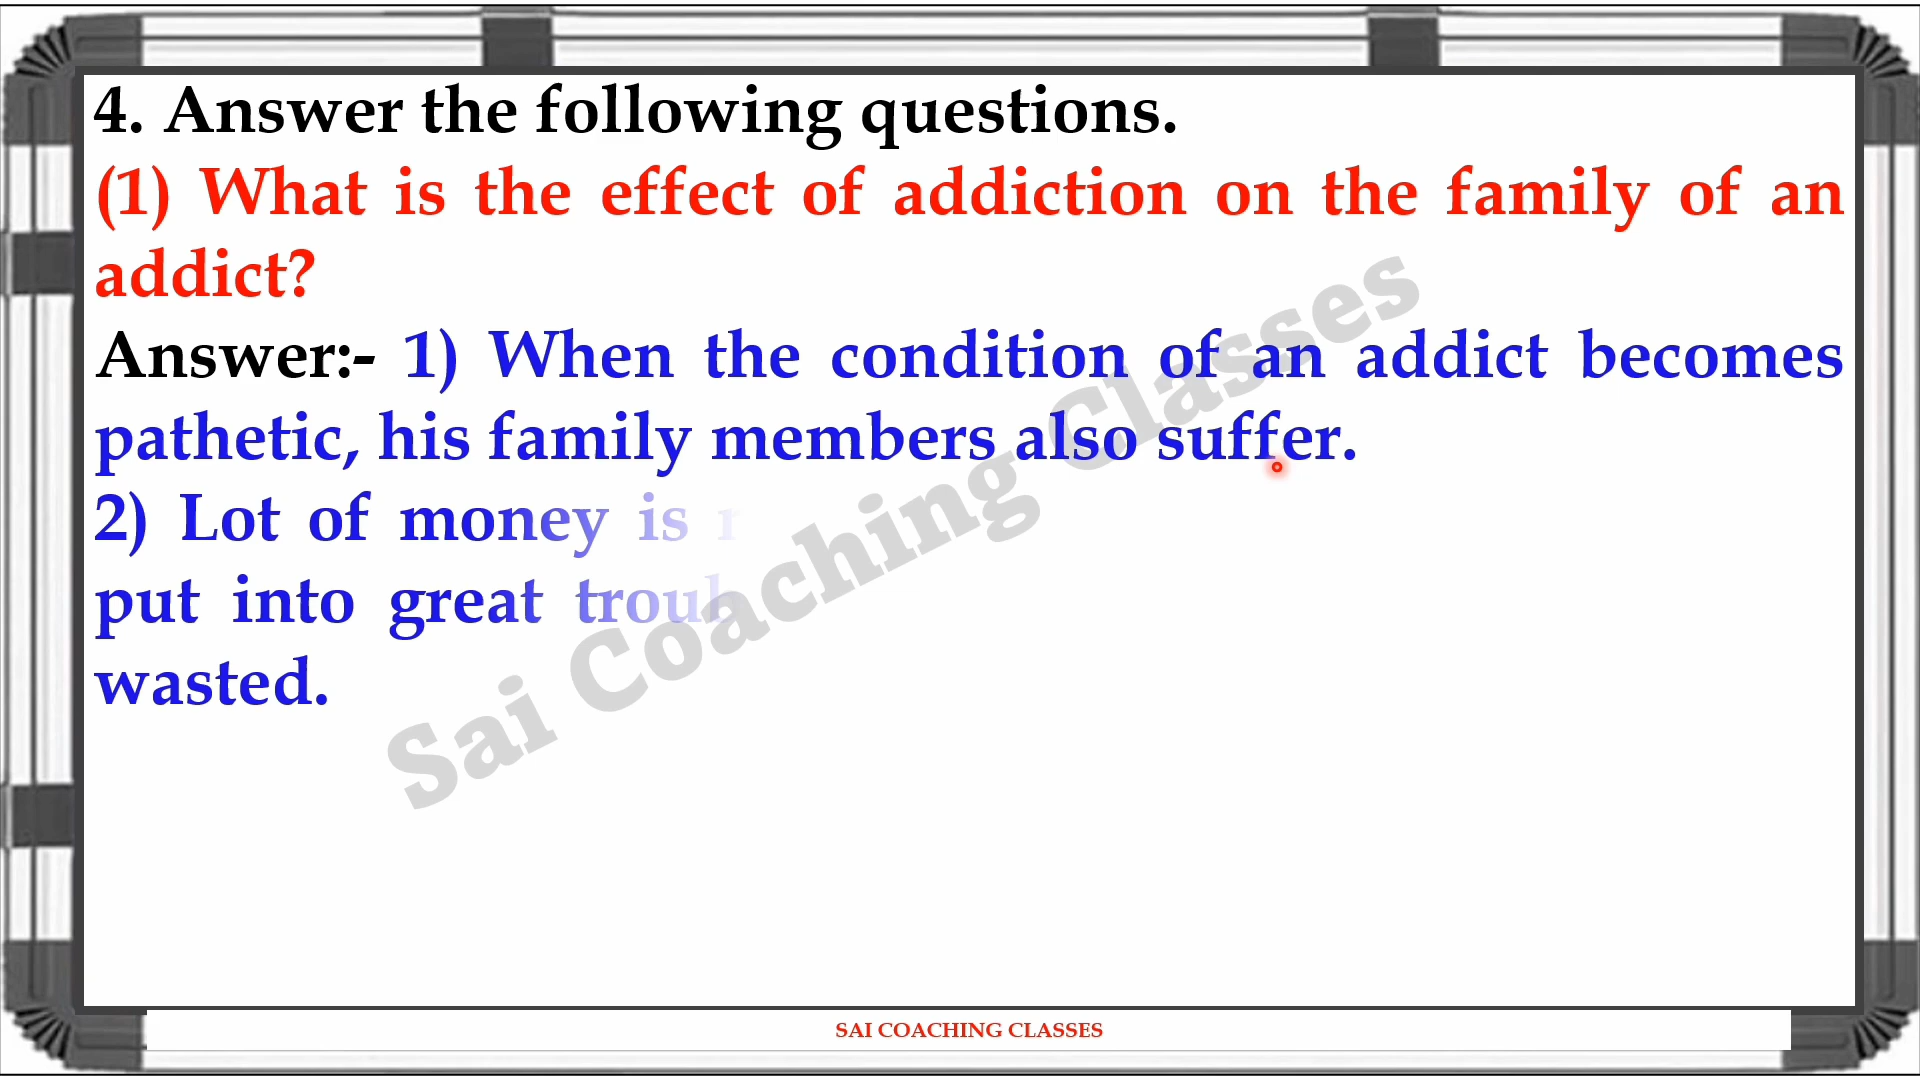 4. Answer the following questions.
(1) What is the effect of addiction on the family of an
addict?
Answer:- 1) When the condition of an addict becomes
pathetic, his family members also suffer.
2) Lot of money is
put into great
wasted.
Sai Coaching Classes
SAI COACHING CLASSES